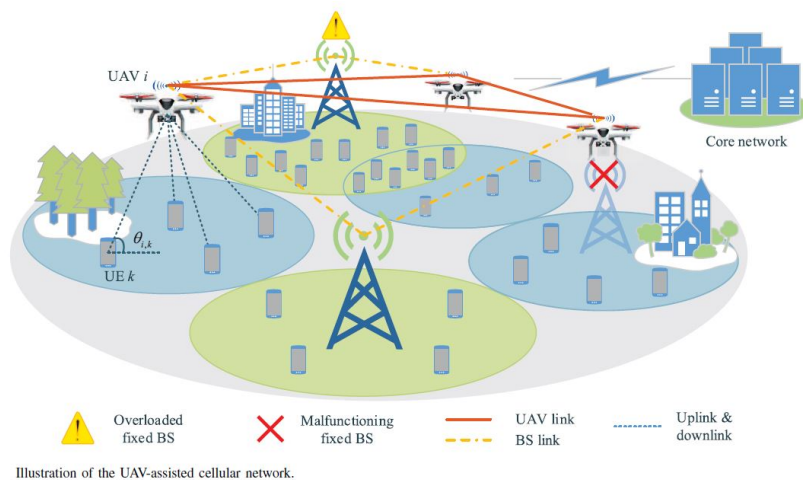 UAV i
Core network
θi,k
UE k
Overloaded
fixed BS
Malfunctioning
fixed BS
UAV link
BS link
Uplink &
downlink
Illustration of the UAV-assisted cellular network.